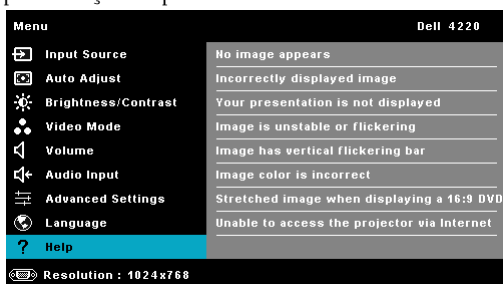 Menu Dell 4220
Input Source No image appears
Auto Adjust Incorrectly displayed image
Brightness/Contrast Your presentation is not displayed
Video Mode Image is unstable or flickering
Volume Image has vertical flickering bar
Audio Input Image color is incorrect
Advanced Settings Stretched image when displaying a 16:9 DVD
Language Unable to access the projector via Internet
? Help
Resolution : 1024x768